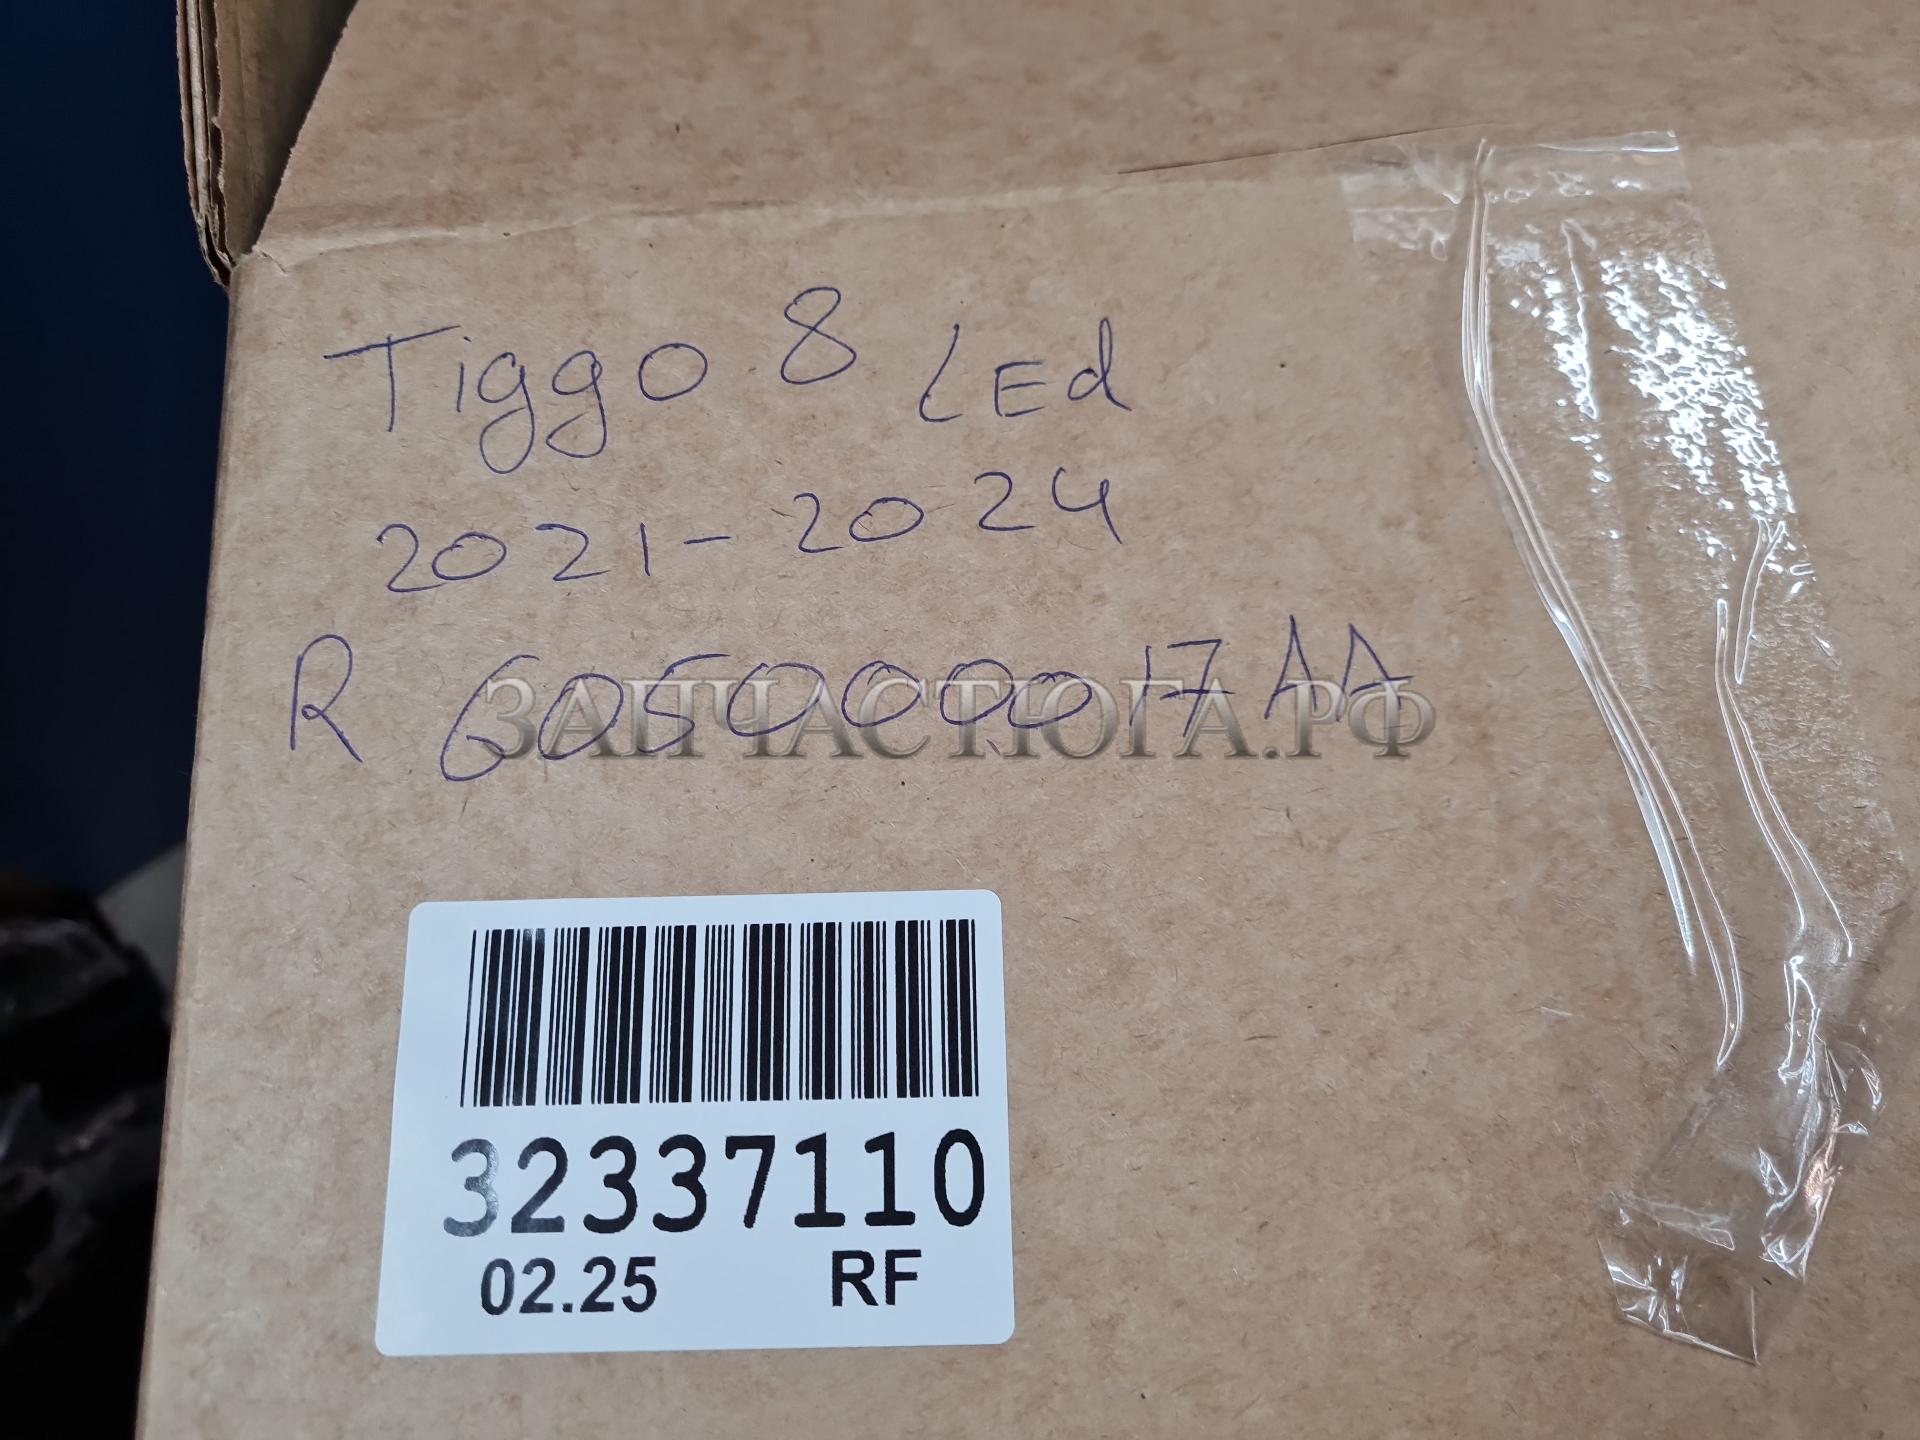 Tiggo 8 LEd
2021-2024
R 605000017AA
ЗАПЧАСТЮГА.РФ
32337110
02.25 RF